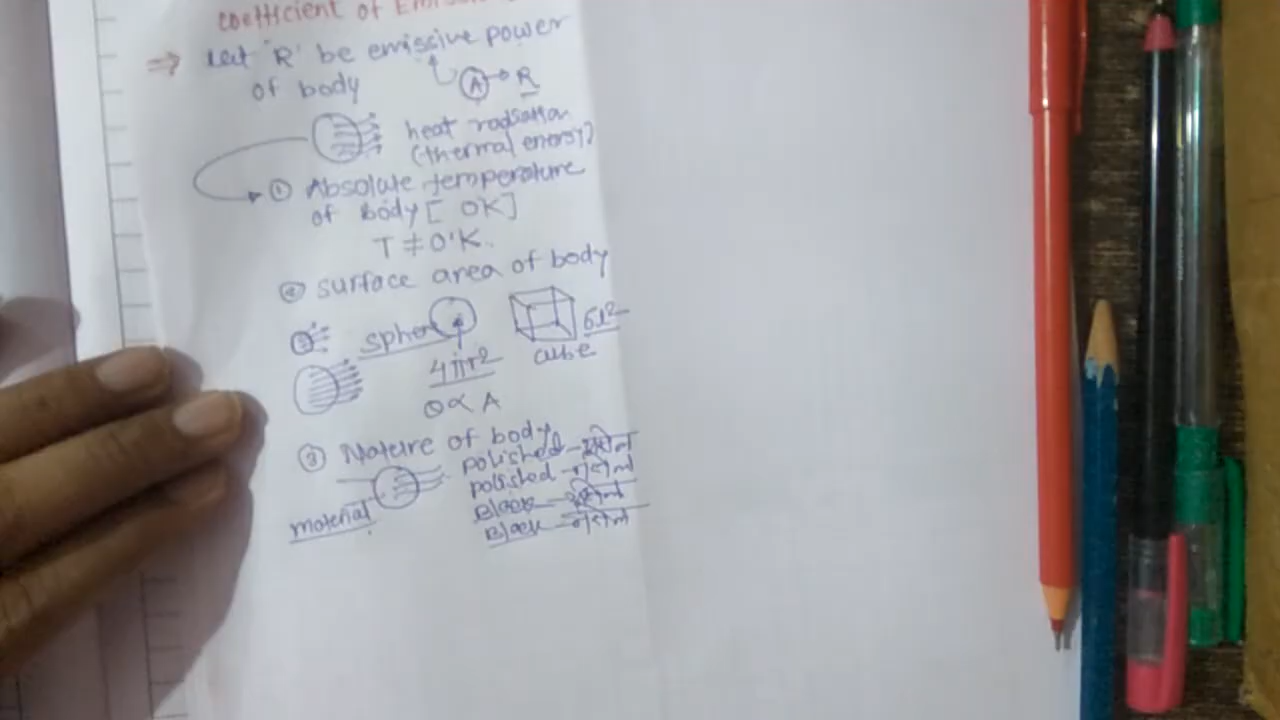 coefficient of
⇒ Let 'R' be emissive power
of body
A → R
heat radiation
(thermal energy)
① Absolute temperature
of body [ 0K]
T ≠ 0°K.
② surface area of body
sphere
6l²
cube
4πr²
Q ∝ A
③ Nature of body
polished
polished
material
Black
Black